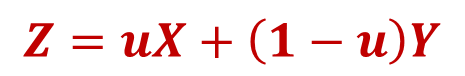 Z = uX + (1 − u)Y